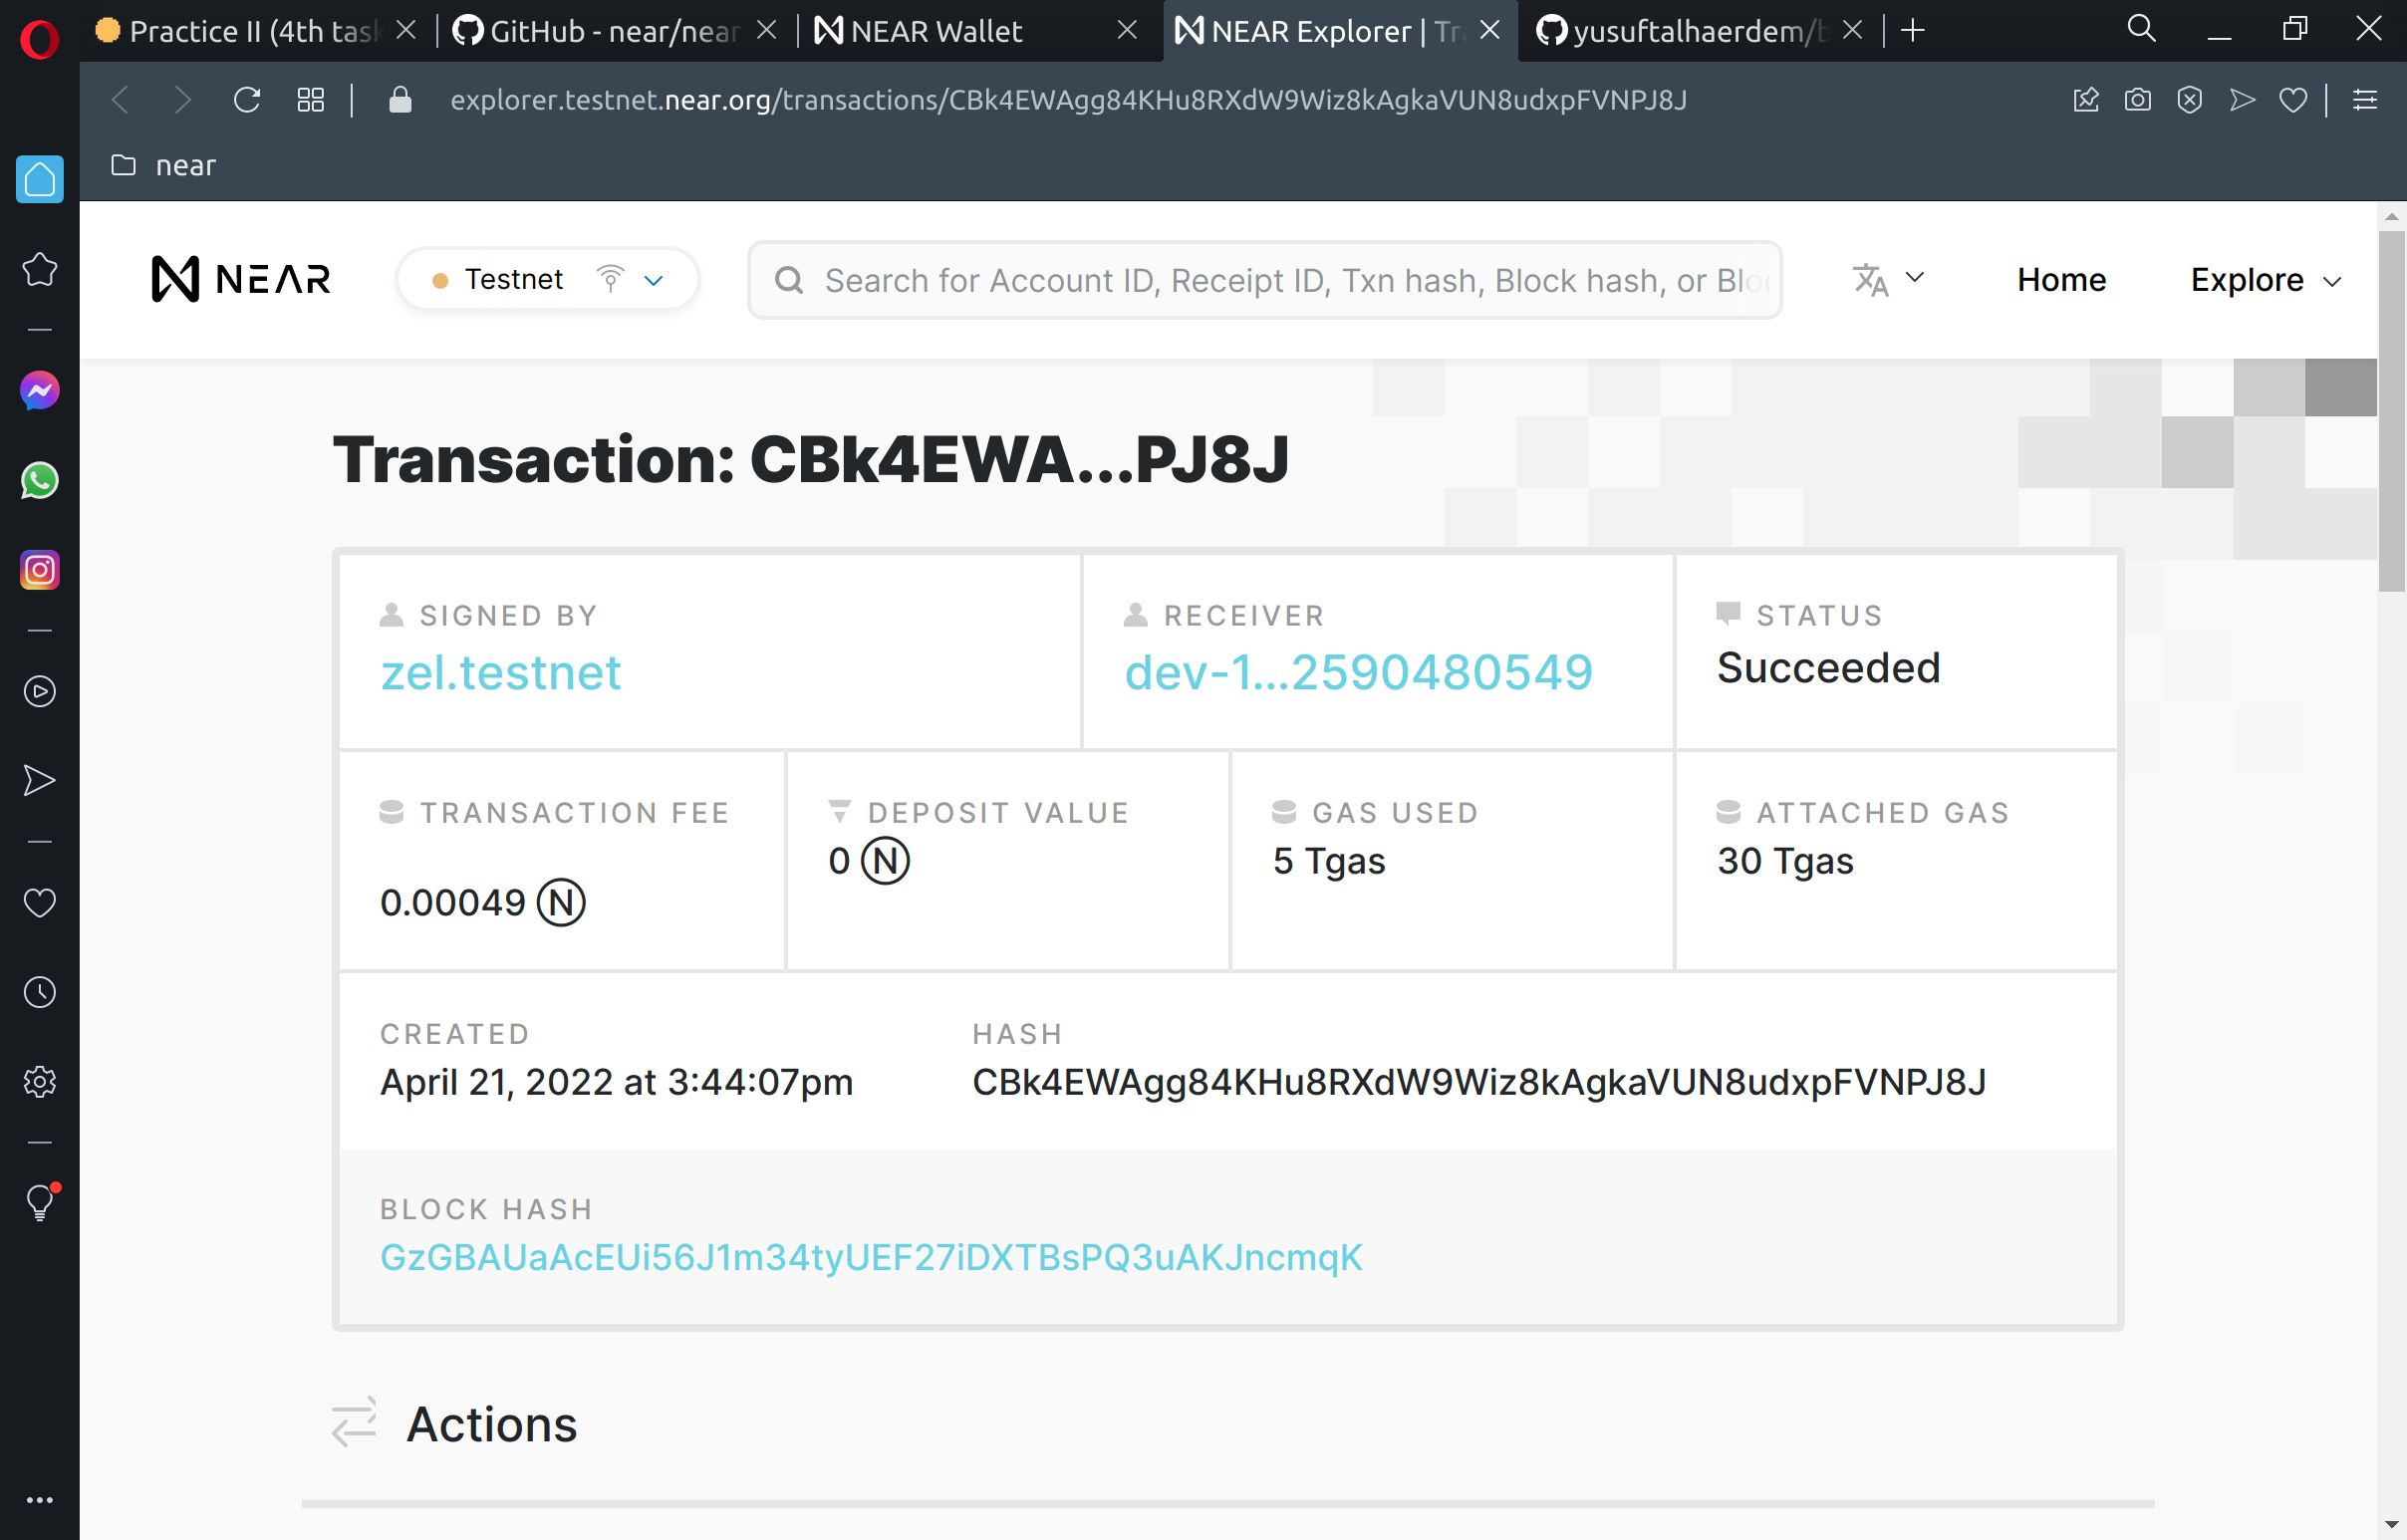 Practice II (4th task
GitHub - near/near
NEAR Wallet
NEAR Explorer | Tr
yusuftalhaerdem/b
explorer.testnet.near.org/transactions/CBk4EWAgg84KHu8RXdW9Wiz8kAgkaVUN8udxpFVNPJ8J
near
NEAR
Testnet
Search for Account ID, Receipt ID, Txn hash, Block hash, or Bloc
Home
Explore
Transaction: CBk4EWA...PJ8J
SIGNED BY
zel.testnet
RECEIVER
dev-1...2590480549
STATUS
Succeeded
TRANSACTION FEE
0.00049 Ⓝ
DEPOSIT VALUE
0 Ⓝ
GAS USED
5 Tgas
ATTACHED GAS
30 Tgas
CREATED
April 21, 2022 at 3:44:07pm
HASH
CBk4EWAgg84KHu8RXdW9Wiz8kAgkaVUN8udxpFVNPJ8J
BLOCK HASH
GzGBAUaAcEUi56J1m34tyUEF27iDXTBsPQ3uAKJncmqK
Actions